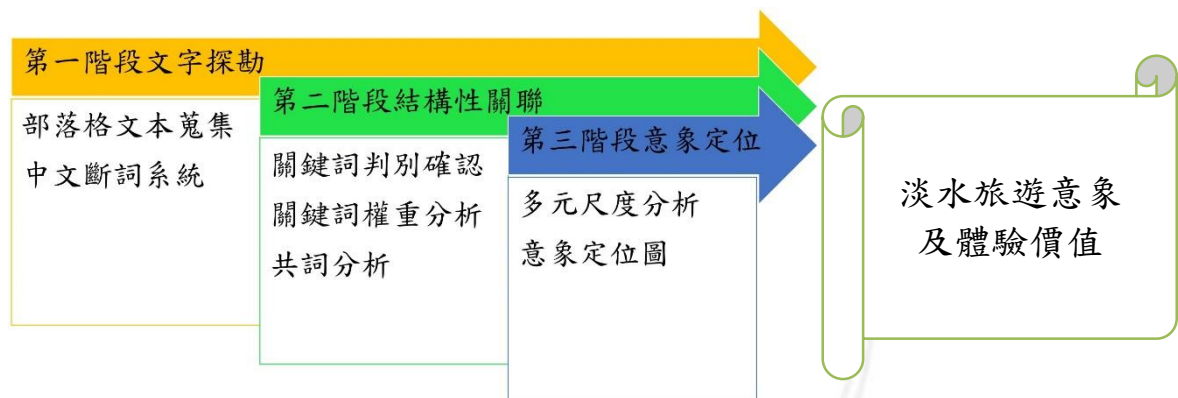 第一階段文字探勘
部落格文本蒐集
中文斷詞系統
第二階段結構性關聯
關鍵詞判別確認
關鍵詞權重分析
共詞分析
第三階段意象定位
多元尺度分析
意象定位圖
淡水旅遊意象
及體驗價值